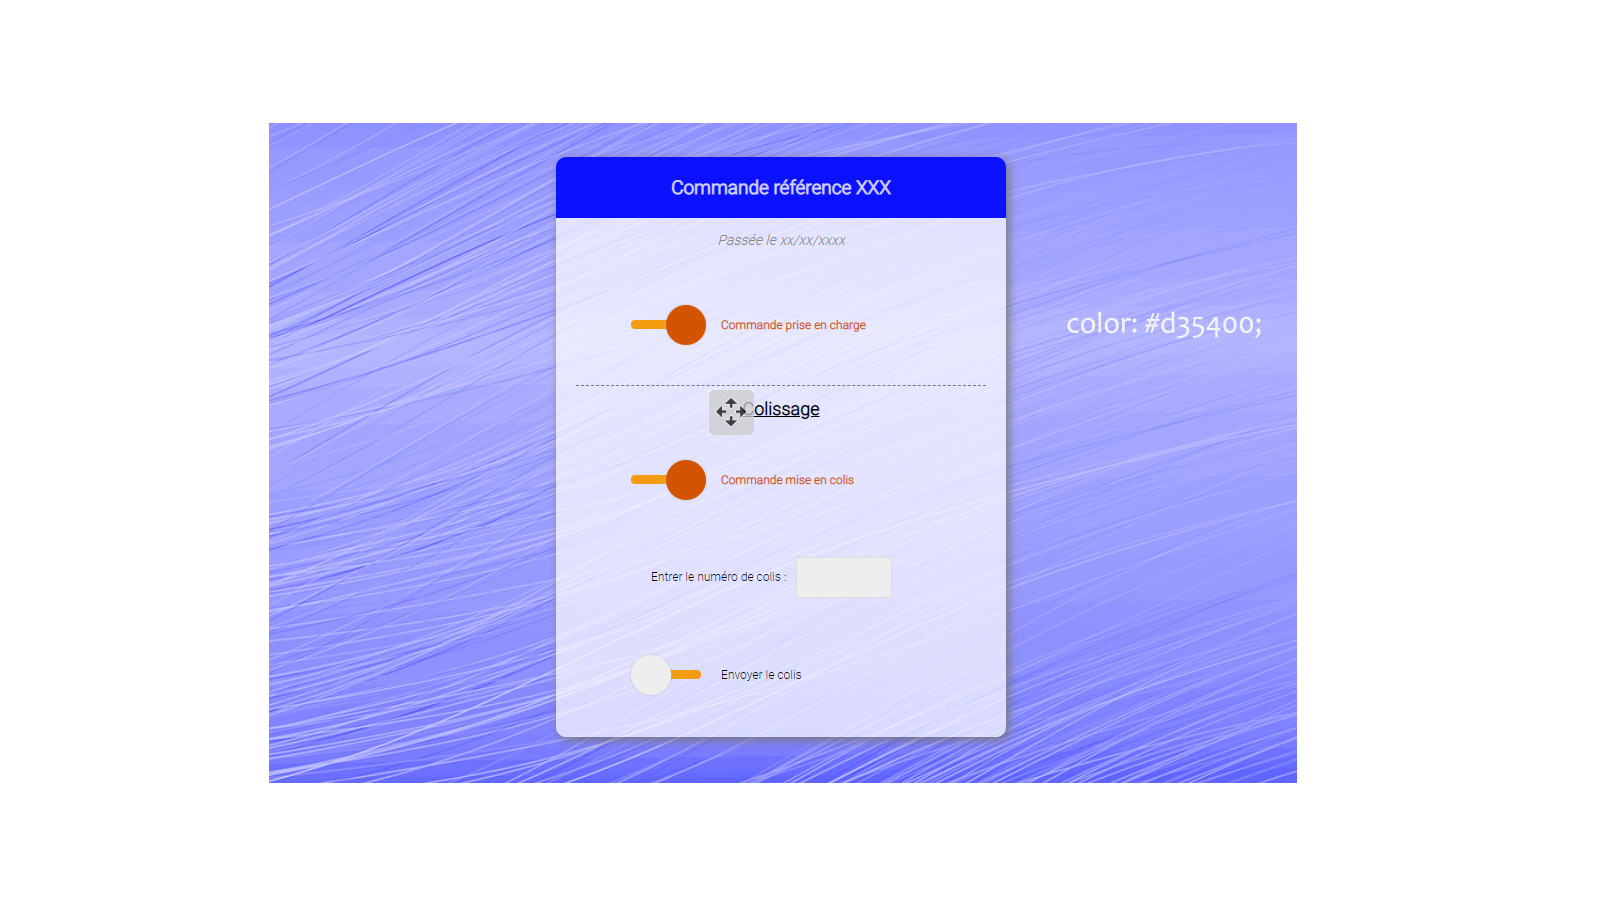 Commande référence XXX
Passée le xx/xx/xxxx
Commande prise en charge
color: #d35400;
Colissage
Commande mise en colis
Entrer le numéro de colis :
Envoyer le colis